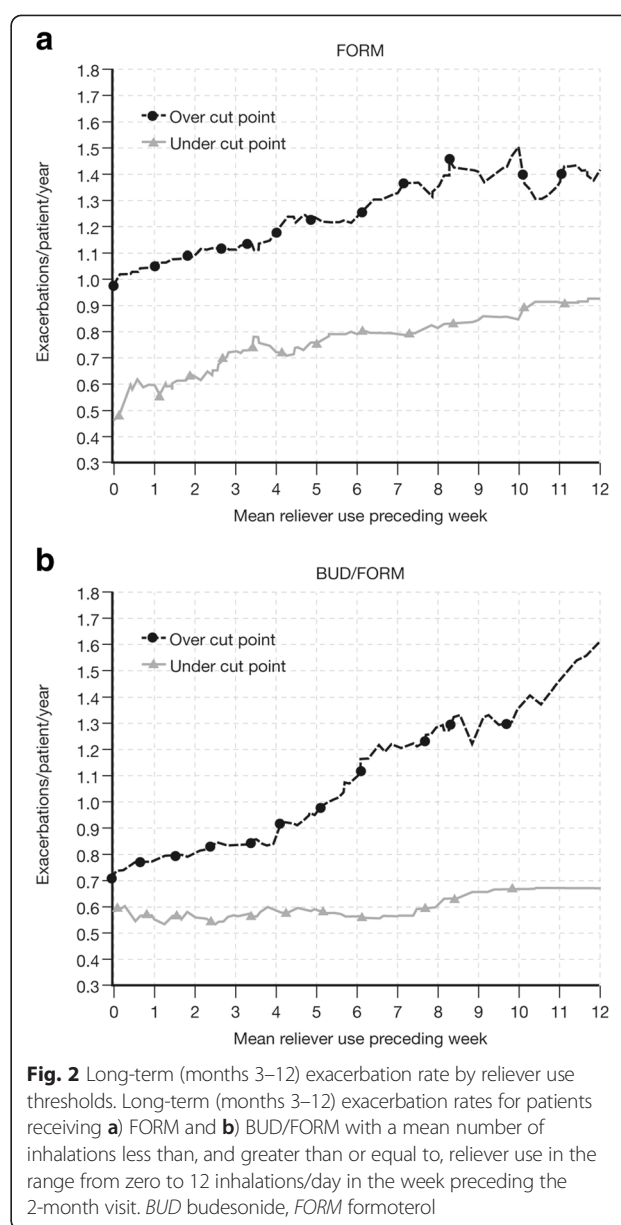 a
FORM
1.8
1.7
1.6
1.5
1.4
1.3
1.2
1.1
1.0
0.9
0.8
0.7
0.6
0.5
0.4
0.3
Exacerbations/patient/year
Over cut point
Under cut point
0 1 2 3 4 5 6 7 8 9 10 11 12
Mean reliever use preceding week
b
BUD/FORM
1.8
1.7
1.6
1.5
1.4
1.3
1.2
1.1
1.0
0.9
0.8
0.7
0.6
0.5
0.4
0.3
Exacerbations/patient/year
Over cut point
Under cut point
0 1 2 3 4 5 6 7 8 9 10 11 12
Mean reliever use preceding week
Fig. 2 Long-term (months 3–12) exacerbation rate by reliever use
thresholds. Long-term (months 3–12) exacerbation rates for patients
receiving a) FORM and b) BUD/FORM with a mean number of
inhalations less than, and greater than or equal to, reliever use in the
range from zero to 12 inhalations/day in the week preceding the
2-month visit. BUD budesonide, FORM formoterol